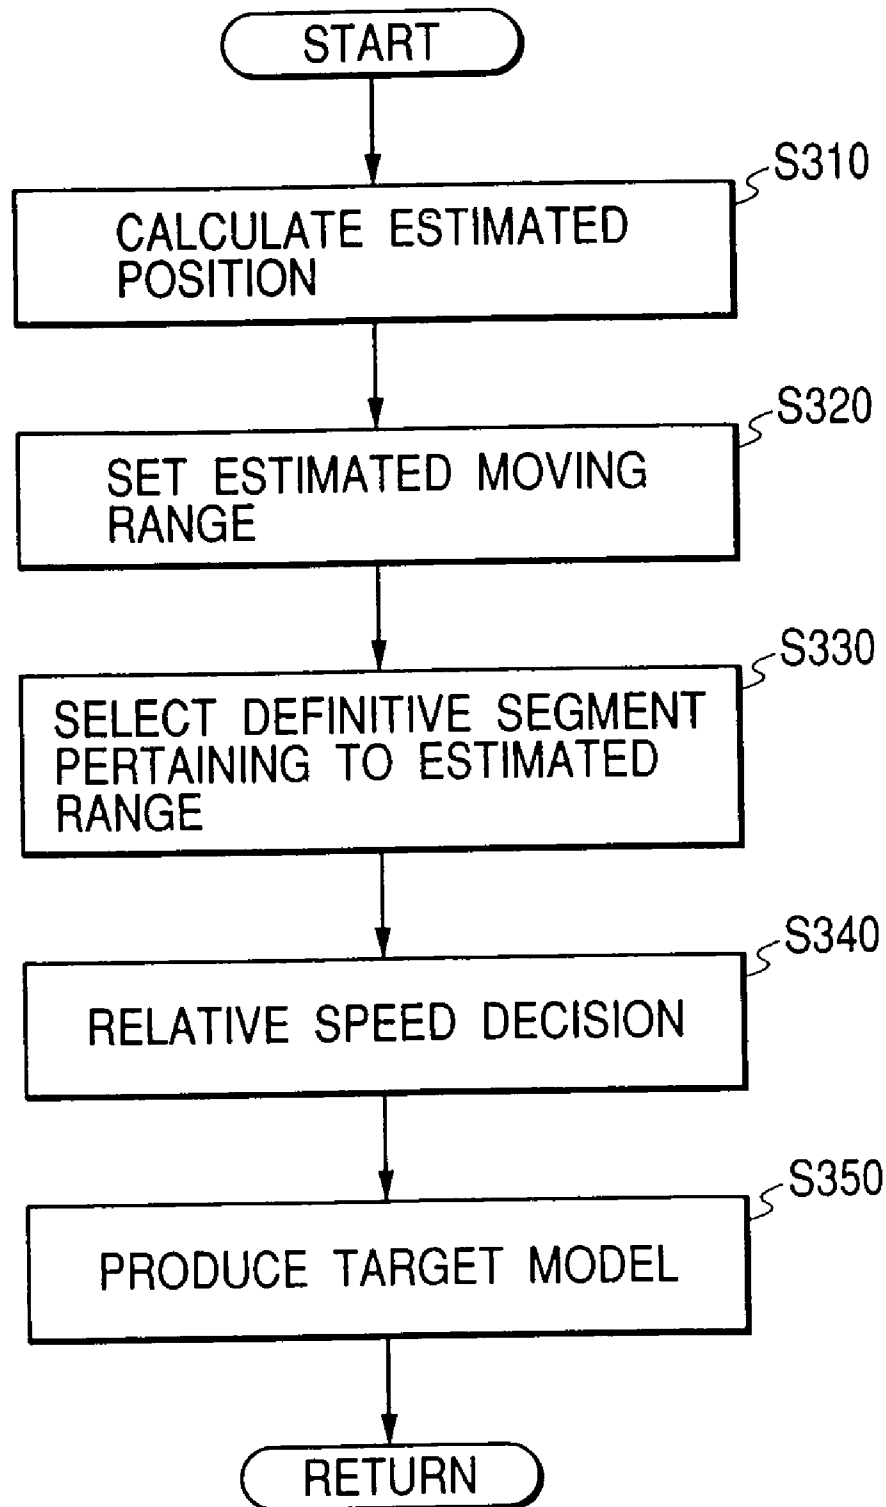 START
S310
CALCULATE ESTIMATED
POSITION
S320
SET ESTIMATED MOVING
RANGE
S330
SELECT DEFINITIVE SEGMENT
PERTAINING TO ESTIMATED
RANGE
S340
RELATIVE SPEED DECISION
S350
PRODUCE TARGET MODEL
RETURN